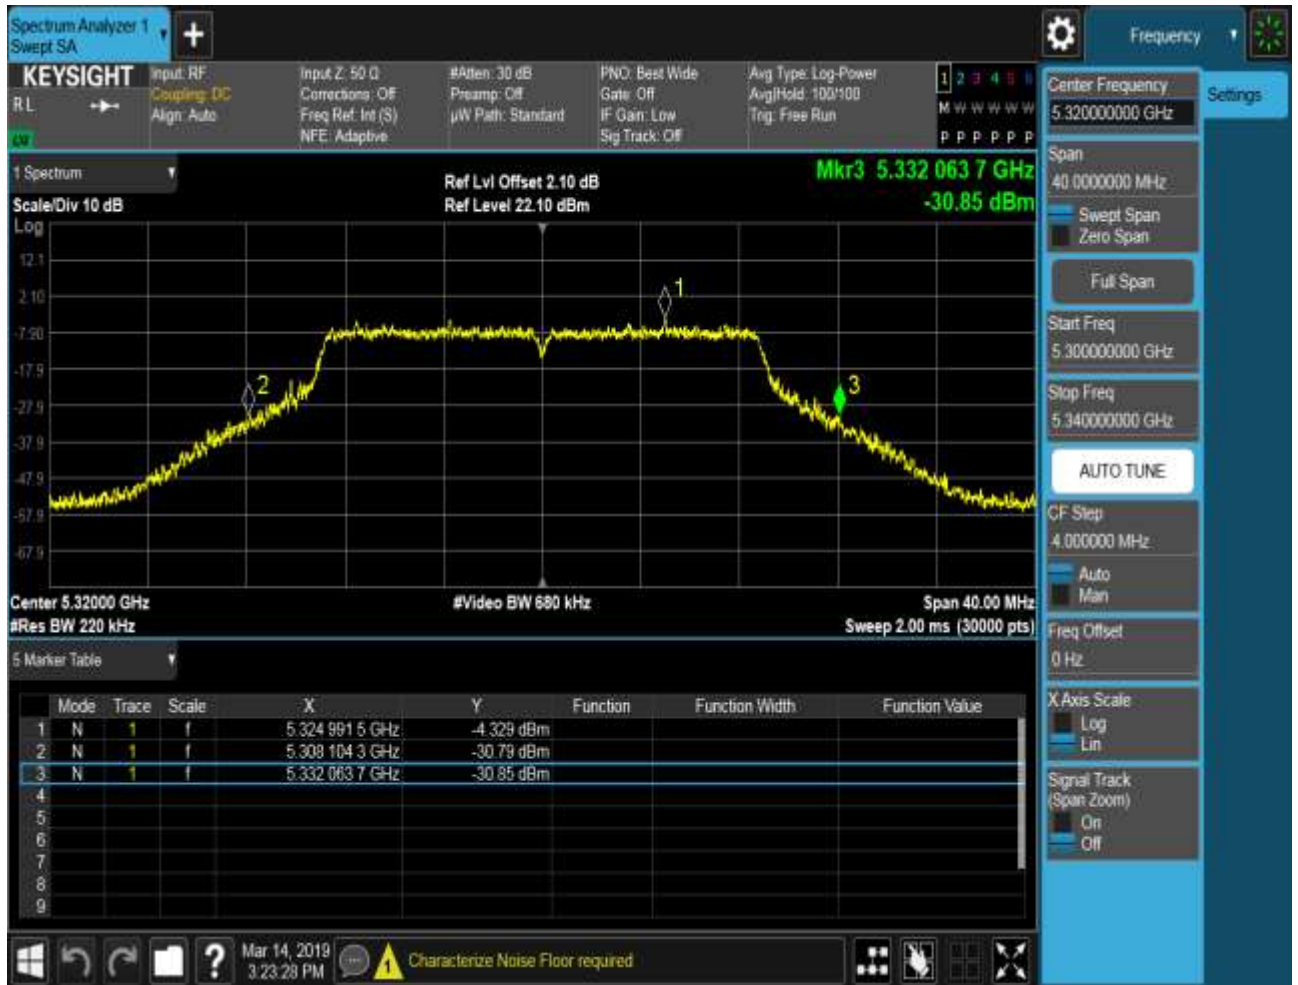 Spectrum Analyzer 1
Swept SA
Frequency
KEYSIGHT
RL
Input: RF
Coupling: DC
Align: Auto
Input Z: 50 Ω
Corrections: Off
Freq Ref: Int (S)
NFE: Adaptive
#Atten: 30 dB
Preamp: Off
µW Path: Standard
PNO: Best Wide
Gate: Off
IF Gain: Low
Sig Track: Off
Avg Type: Log-Power
Avg|Hold: 100/100
Trig: Free Run
1 2 3 4 5 6
M W W W W W
P P P P P P
Center Frequency
5.320000000 GHz
Settings
Span
40.0000000 MHz
Swept Span
Zero Span
Full Span
Start Freq
5.300000000 GHz
Stop Freq
5.340000000 GHz
AUTO TUNE
CF Step
4.000000 MHz
Auto
Man
Freq Offset
0 Hz
X Axis Scale
Log
Lin
Signal Track
(Span Zoom)
On
Off
1 Spectrum
Scale/Div 10 dB
Ref Lvl Offset 2.10 dB
Ref Level 22.10 dBm
Mkr3 5.332 063 7 GHz
-30.85 dBm
Log
12.1
2.10
-7.90
-17.9
-27.9
-37.9
-47.9
-57.9
-67.9
1
2
3
Center 5.32000 GHz
#Video BW 680 kHz
Span 40.00 MHz
#Res BW 220 kHz
Sweep 2.00 ms (30000 pts)
5 Marker Table
Mode Trace Scale X Y Function Function Width Function Value
1 N 1 f 5.324 991 5 GHz -4.329 dBm
2 N 1 f 5.308 104 3 GHz -30.79 dBm
3 N 1 f 5.332 063 7 GHz -30.85 dBm
4
5
6
7
8
9
Mar 14, 2019
3:23:28 PM
Characterize Noise Floor required